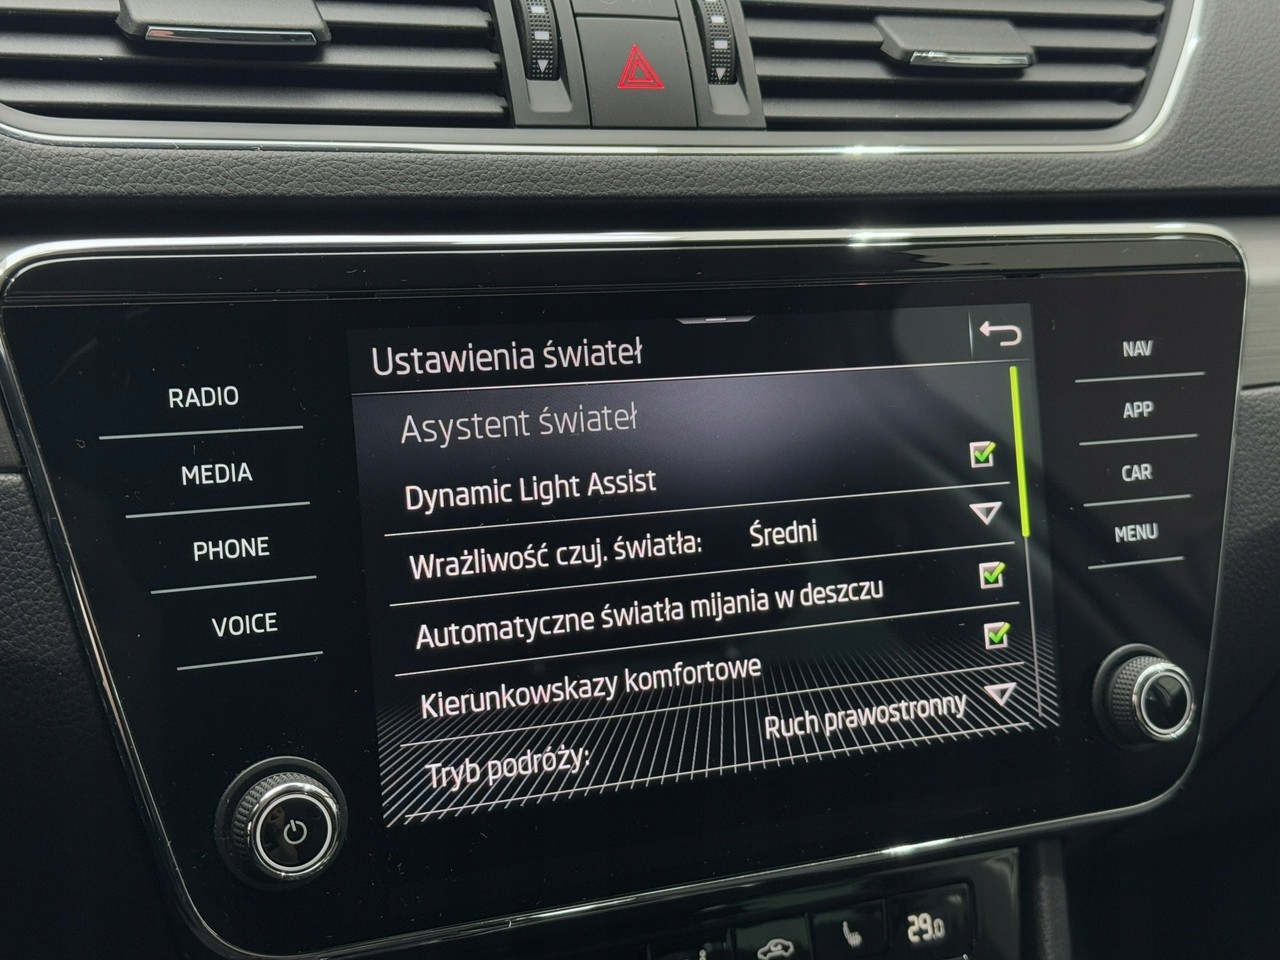 Ustawienia świateł
Asystent świateł
Dynamic Light Assist
Wrażliwość czuj. światła: Średni
Automatyczne światła mijania w deszczu
Kierunkowskazy komfortowe
Tryb podróży: Ruch prawostronny
RADIO
MEDIA
PHONE
VOICE
NAV
APP
CAR
MENU
29.0